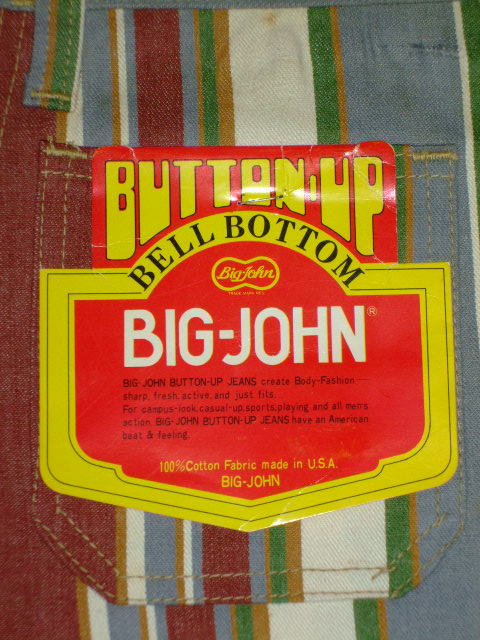 BUTTON-UP
BELL BOTTOM
Big-John
TRADE MARK REG.
BIG-JOHN®
BIG-JOHN BUTTON-UP JEANS create Body-Fashion
sharp, fresh, active, and just fits.
For campus-look, casual-up, sports, playing and all men's
action. BIG-JOHN BUTTON-UP JEANS have an American
beat & feeling.
100% Cotton Fabric made in U.S.A.
BIG-JOHN